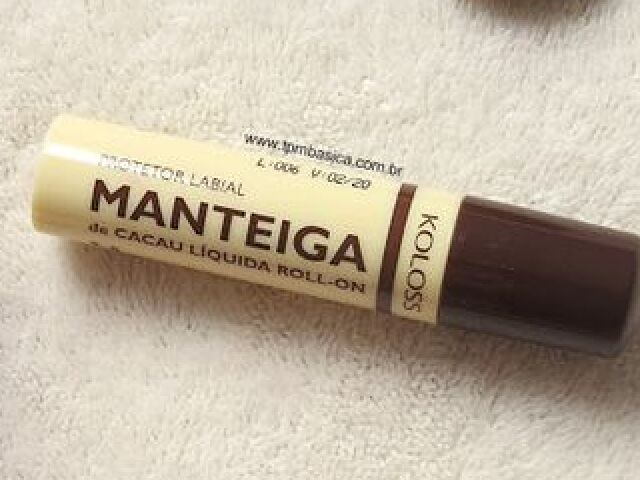 www.tpmbasica.com.br
L:006 V:02/20
PROTETOR LABIAL
MANTEIGA
de CACAU LÍQUIDA ROLL-ON
KOLOSS